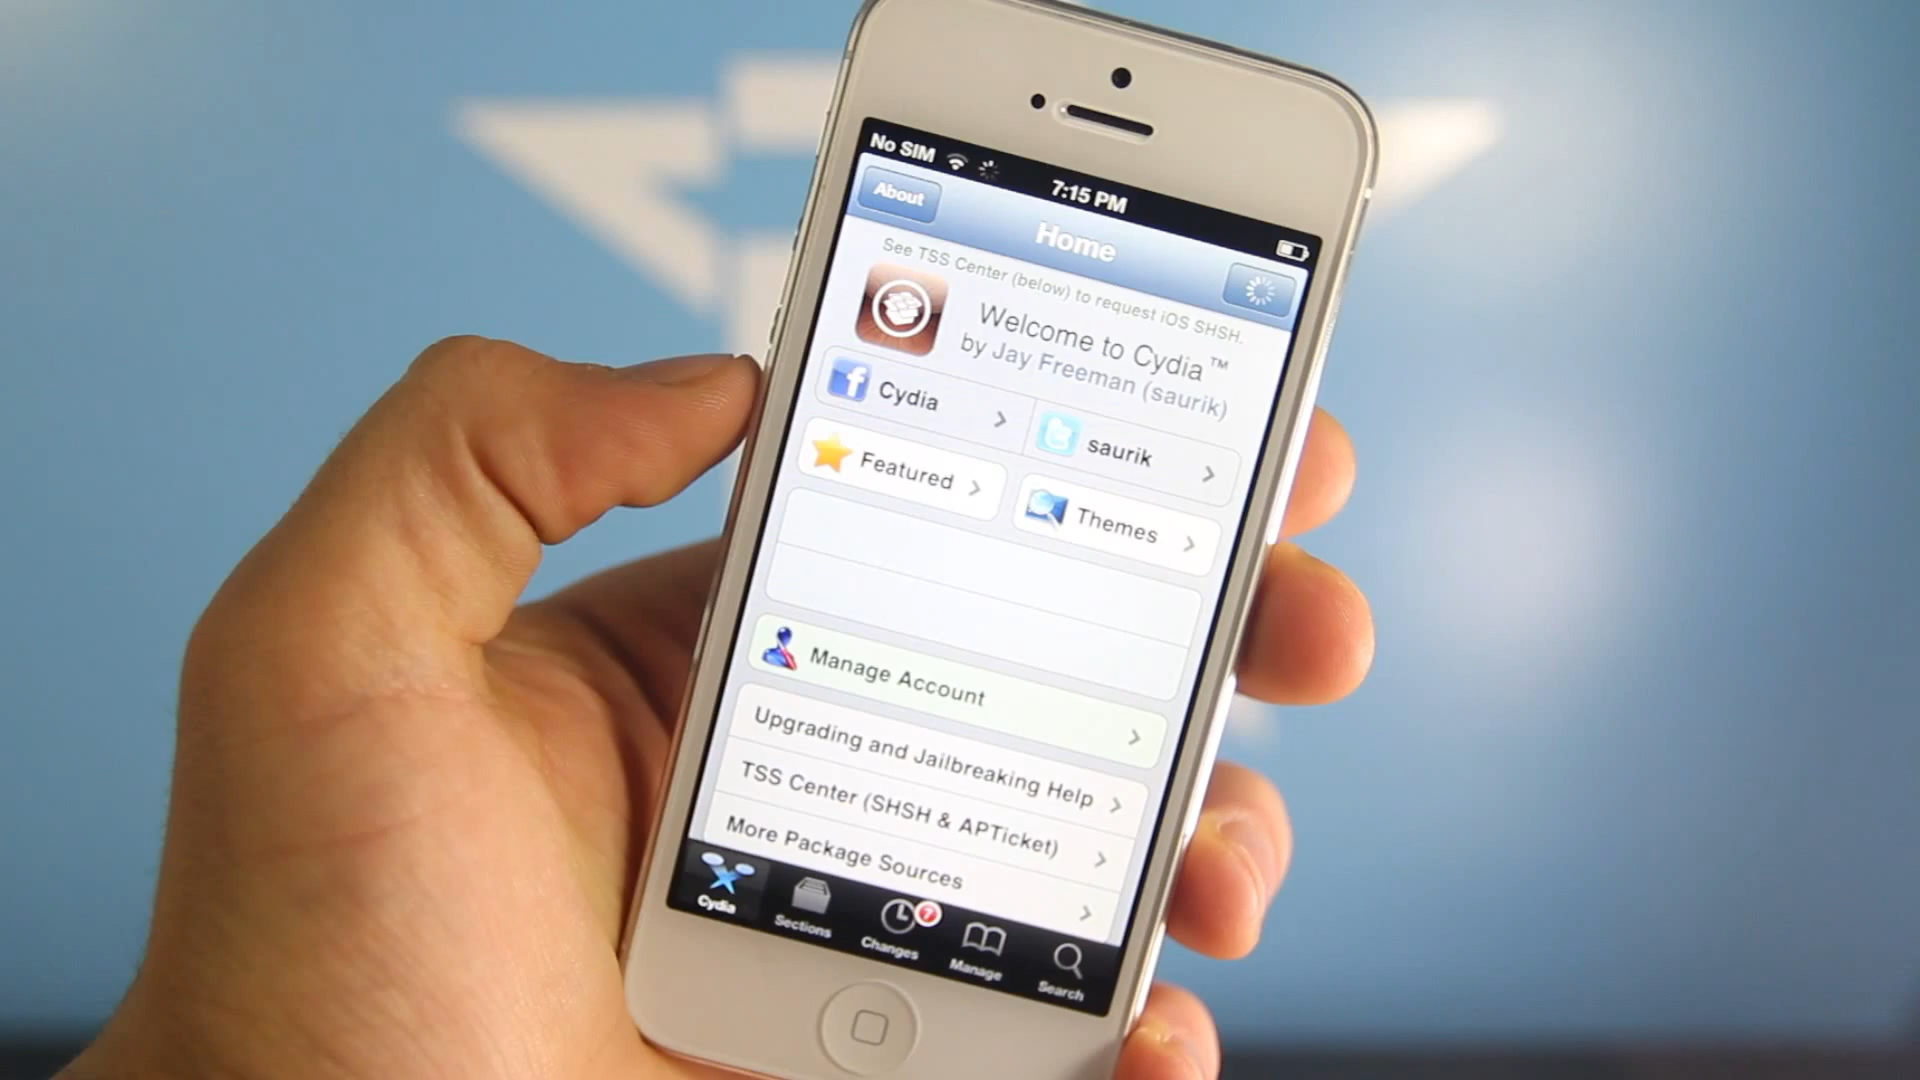 No SIM 7:15 PM
About Home
See TSS Center (below) to request iOS SHSH.
Welcome to Cydia™
by Jay Freeman (saurik)
Cydia saurik
Featured Themes
Manage Account
Upgrading and Jailbreaking Help
TSS Center (SHSH & APTicket)
More Package Sources
7
Cydia Sections Changes Manage Search